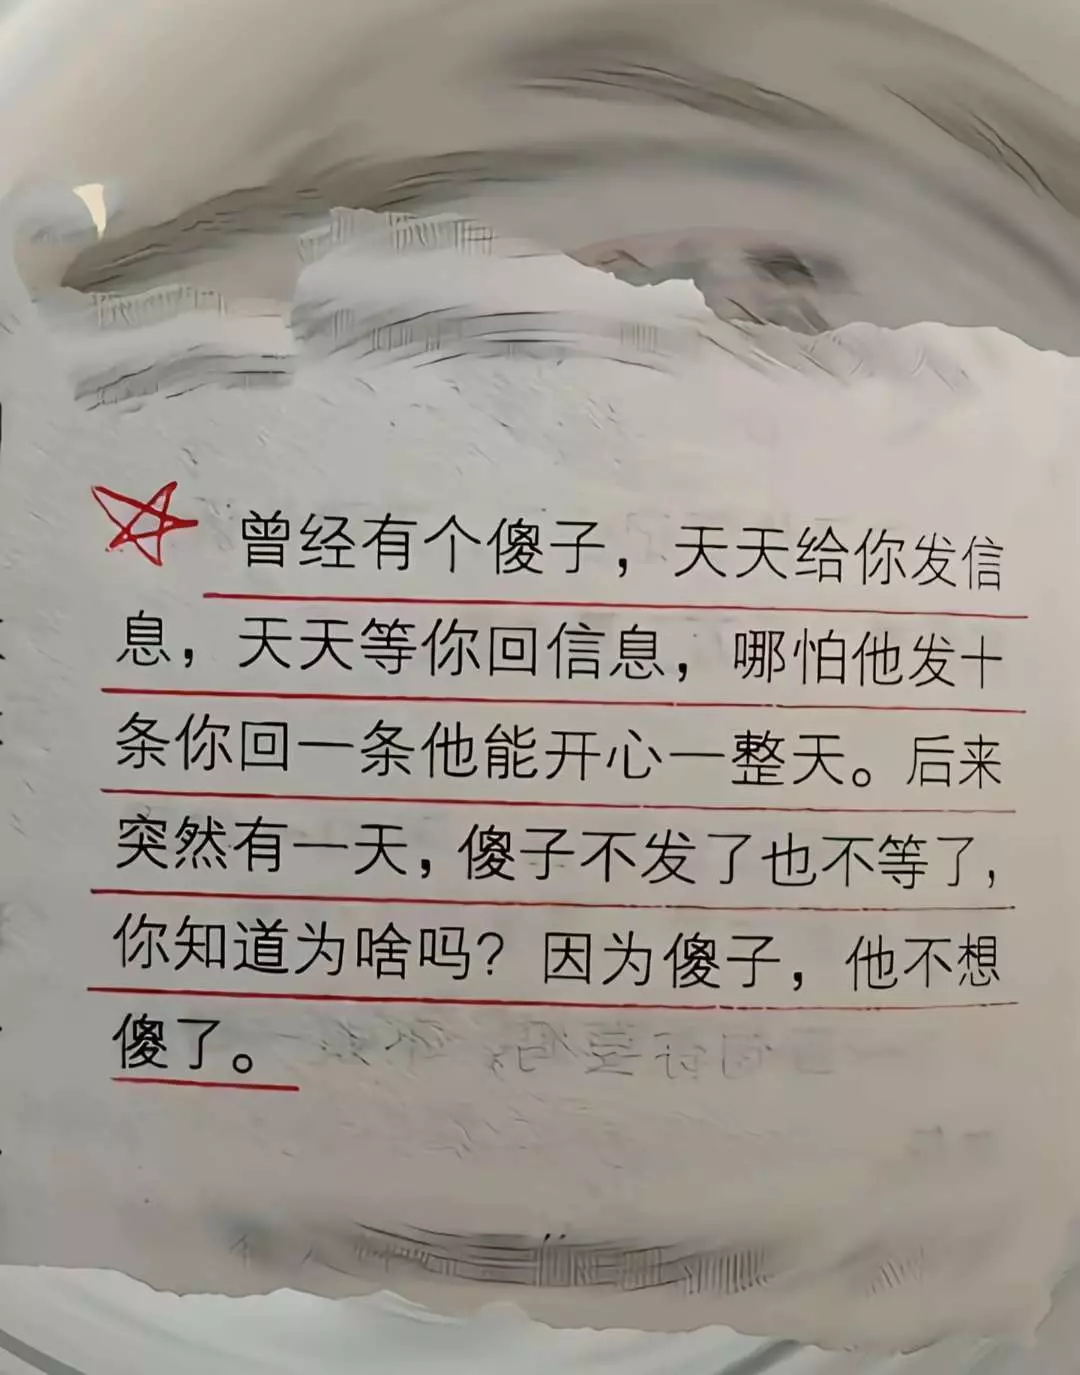 曾经有个傻子，天天给你发信
息，天天等你回信息，哪怕他发十
条你回一条他能开心一整天。后来
突然有一天，傻子不发了也不等了，
你知道为啥吗？因为傻子，他不想
傻了。